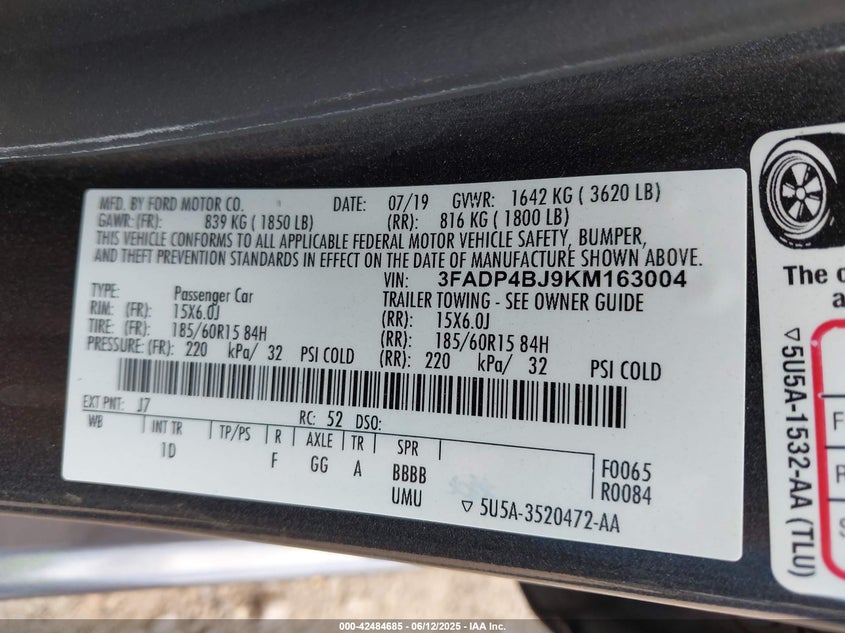 MFD. BY FORD MOTOR CO. DATE: 07/19 GVWR: 1642 KG ( 3620 LB)
GAWR: (FR): 839 KG ( 1850 LB) (RR): 816 KG ( 1800 LB)
THIS VEHICLE CONFORMS TO ALL APPLICABLE FEDERAL MOTOR VEHICLE SAFETY, BUMPER,
AND THEFT PREVENTION STANDARDS IN EFFECT ON THE DATE OF MANUFACTURE SHOWN ABOVE.
VIN: 3FADP4BJ9KM163004
TYPE: Passenger Car TRAILER TOWING - SEE OWNER GUIDE
RIM: (FR): 15X6.0J (RR): 15X6.0J
TIRE: (FR): 185/60R15 84H (RR): 185/60R15 84H
PRESSURE: (FR): 220 kPa/ 32 PSI COLD (RR): 220 kPa/ 32 PSI COLD
EXT PNT: J7 RC: 52 DSO:
WB INT TR TP/PS R AXLE TR SPR
1D F GG A BBBB F0065
UMU R0084
▽ 5U5A-3520472-AA
The
a
▽ 5U5A-1532-AA (TLU)
F
R
S
000-42484685 - 06/12/2025 - IAA Inc.